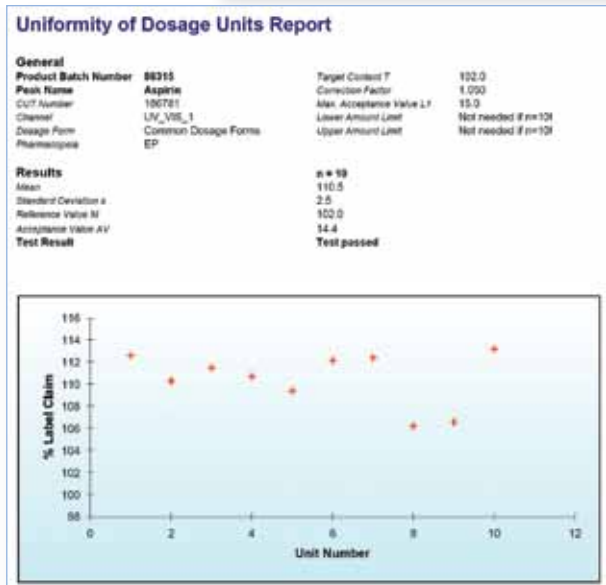 Uniformity of Dosage Units Report
General
Product Batch Number 86315 Target Content T 102.0
Peak Name Aspirin Correction Factor 1.050
CUT Number 186781 Max. Acceptance Value L1 15.0
Channel UV_VIS_1 Lower Amount Limit Not needed if n=10!
Dosage Form Common Dosage Forms Upper Amount Limit Not needed if n=10!
Pharmacopeia EP
Results n = 10
Mean 110.5
Standard Deviation s 2.5
Reference Value M 102.0
Acceptance Value AV 14.4
Test Result Test passed
116
114
112
110
108
106
104
102
100
98
% Label Claim
0 2 4 6 8 10 12
Unit Number